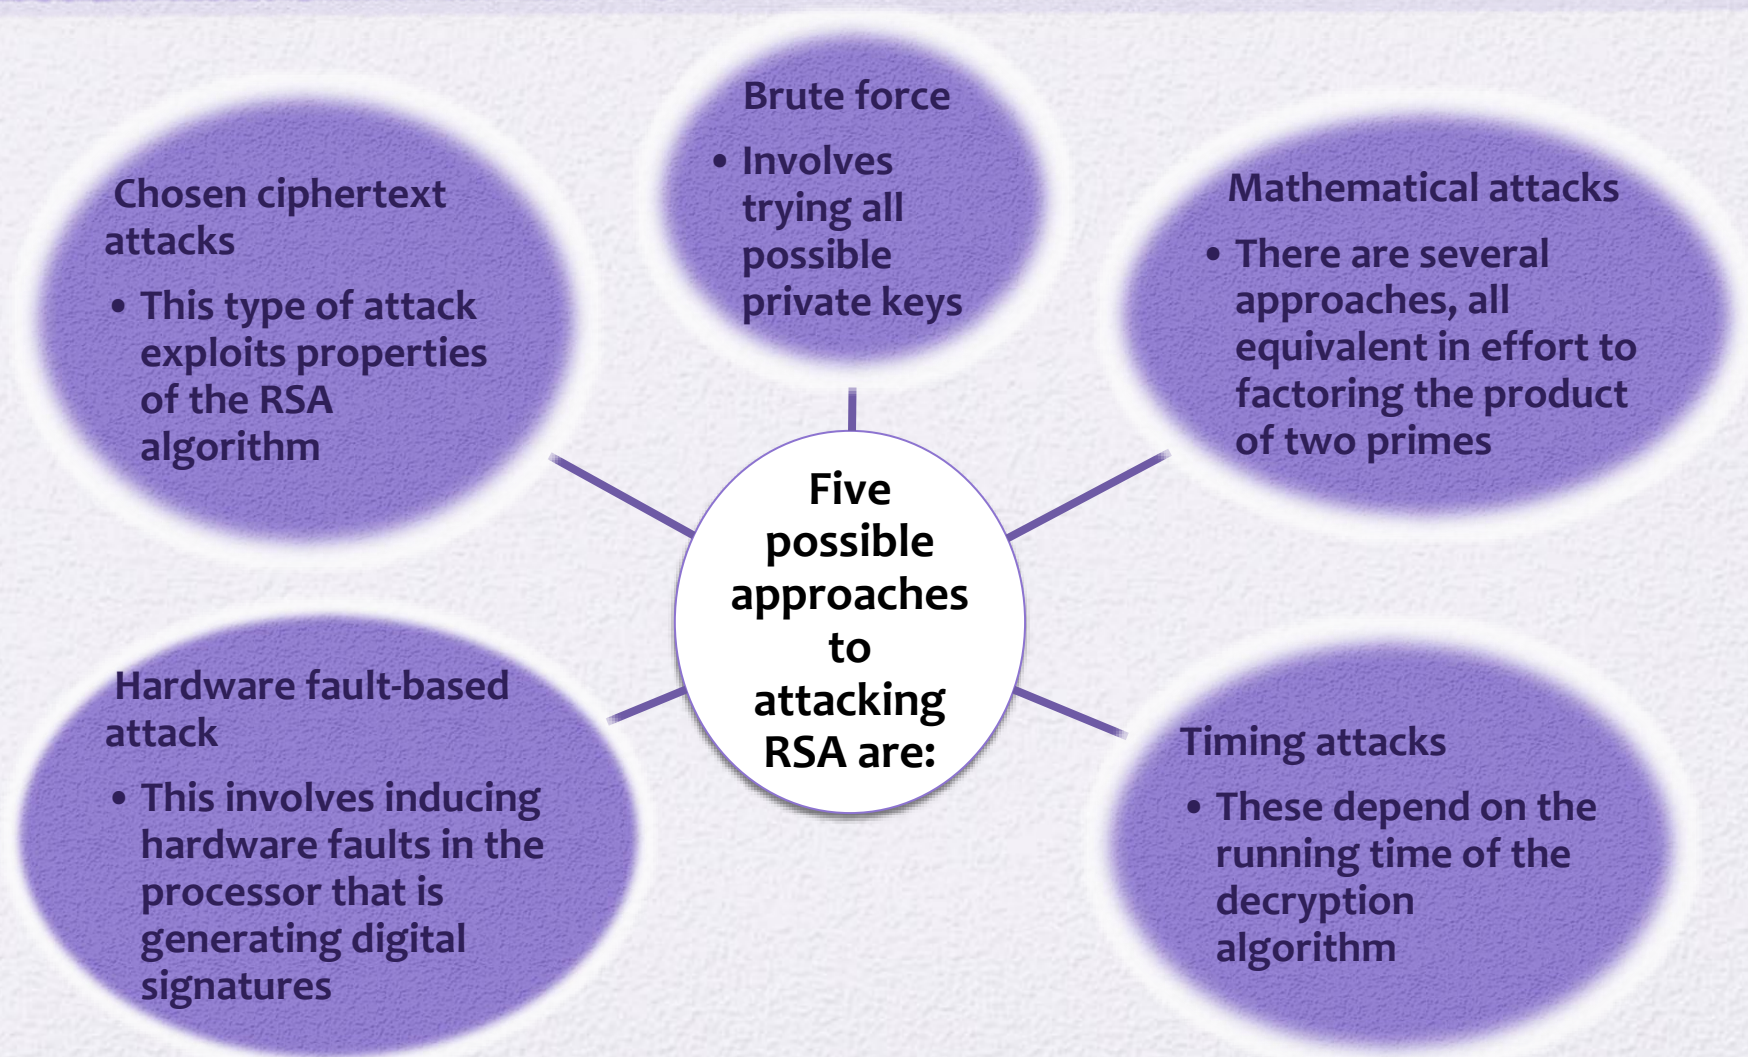 Five
possible
approaches
to
attacking
RSA are:
Brute force
• Involves
trying all
possible
private keys
Mathematical attacks
• There are several
approaches, all
equivalent in effort to
factoring the product
of two primes
Timing attacks
• These depend on the
running time of the
decryption
algorithm
Hardware fault-based
attack
• This involves inducing
hardware faults in the
processor that is
generating digital
signatures
Chosen ciphertext
attacks
• This type of attack
exploits properties
of the RSA
algorithm